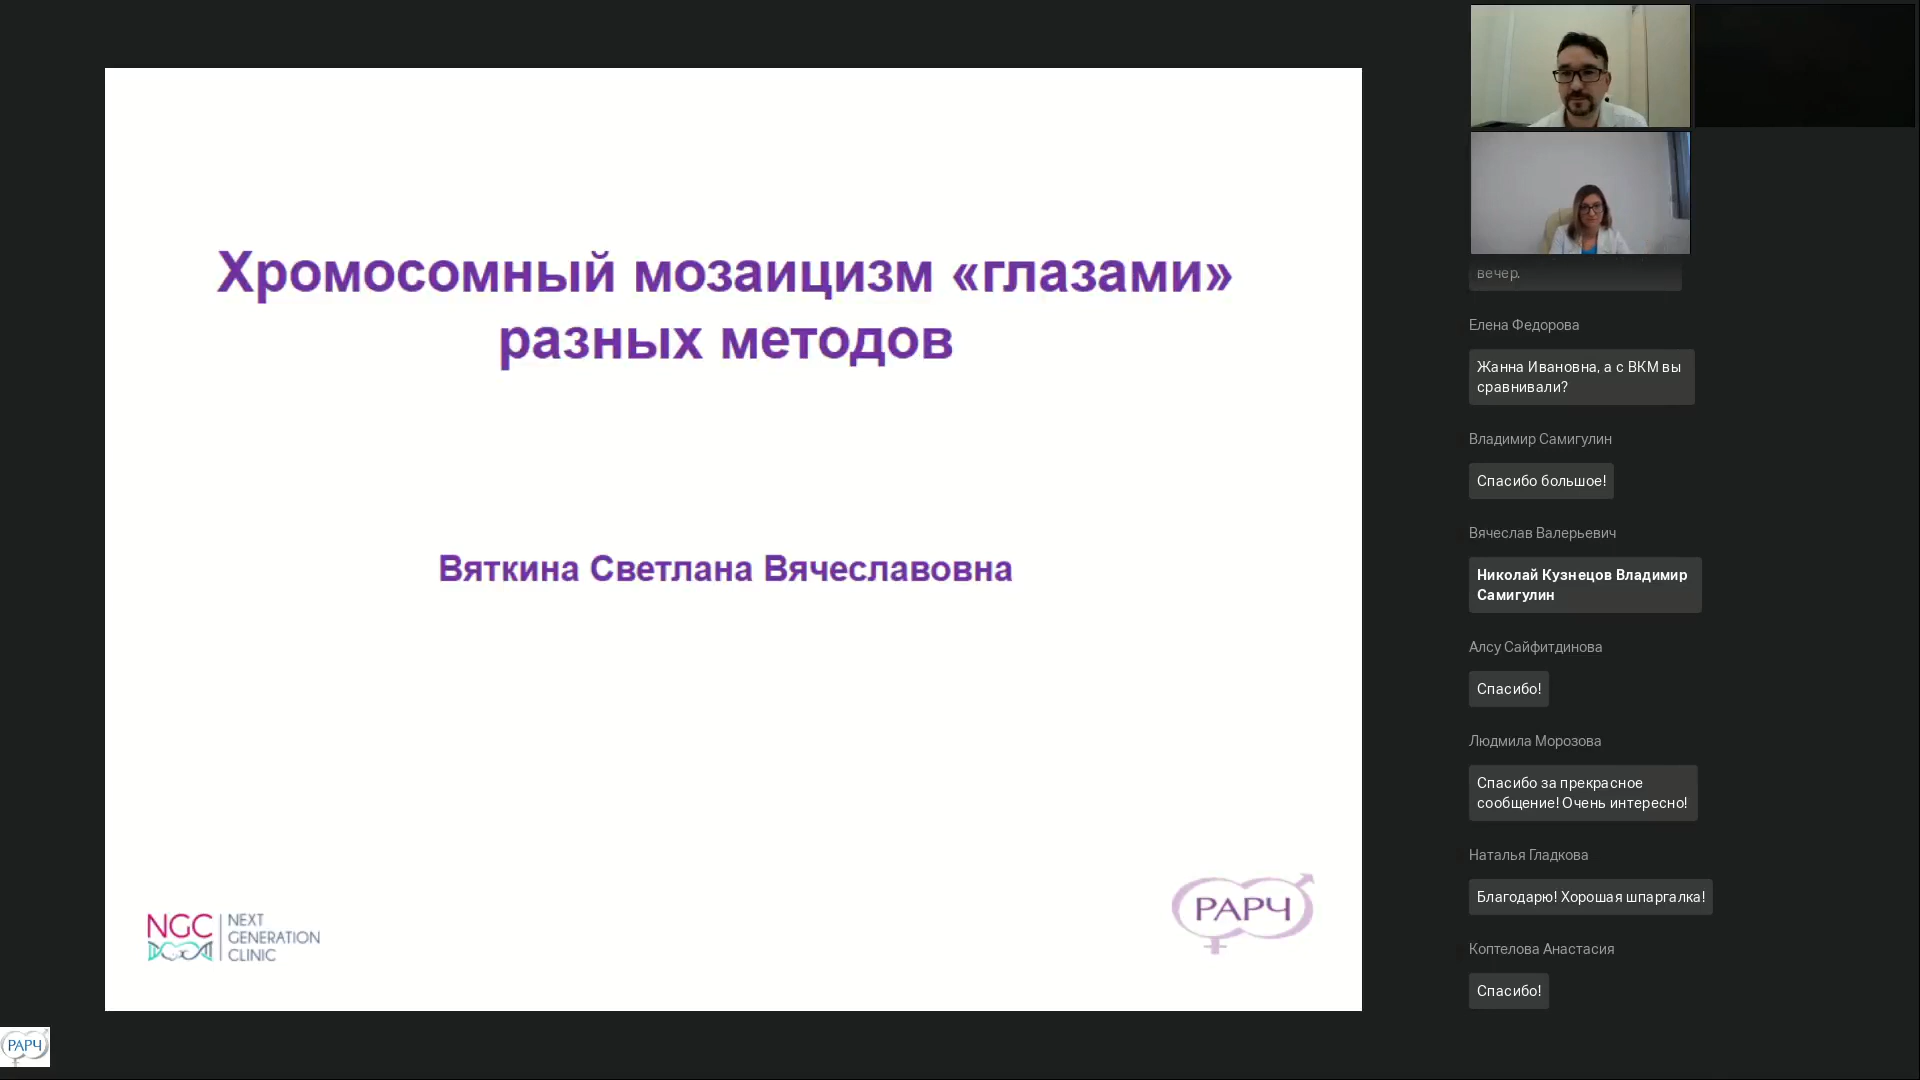 Хромосомный мозаицизм «глазами»
разных методов
Вяткина Светлана Вячеславовна
NGC
NEXT
GENERATION
CLINIC
РАРЧ
РАРЧ
вечер.
Елена Федорова
Жанна Ивановна, а с ВКМ вы
сравнивали?
Владимир Самигулин
Спасибо большое!
Вячеслав Валерьевич
Николай Кузнецов Владимир
Самигулин
Алсу Сайфитдинова
Спасибо!
Людмила Морозова
Спасибо за прекрасное
сообщение! Очень интересно!
Наталья Гладкова
Благодарю! Хорошая шпаргалка!
Коптелова Анастасия
Спасибо!